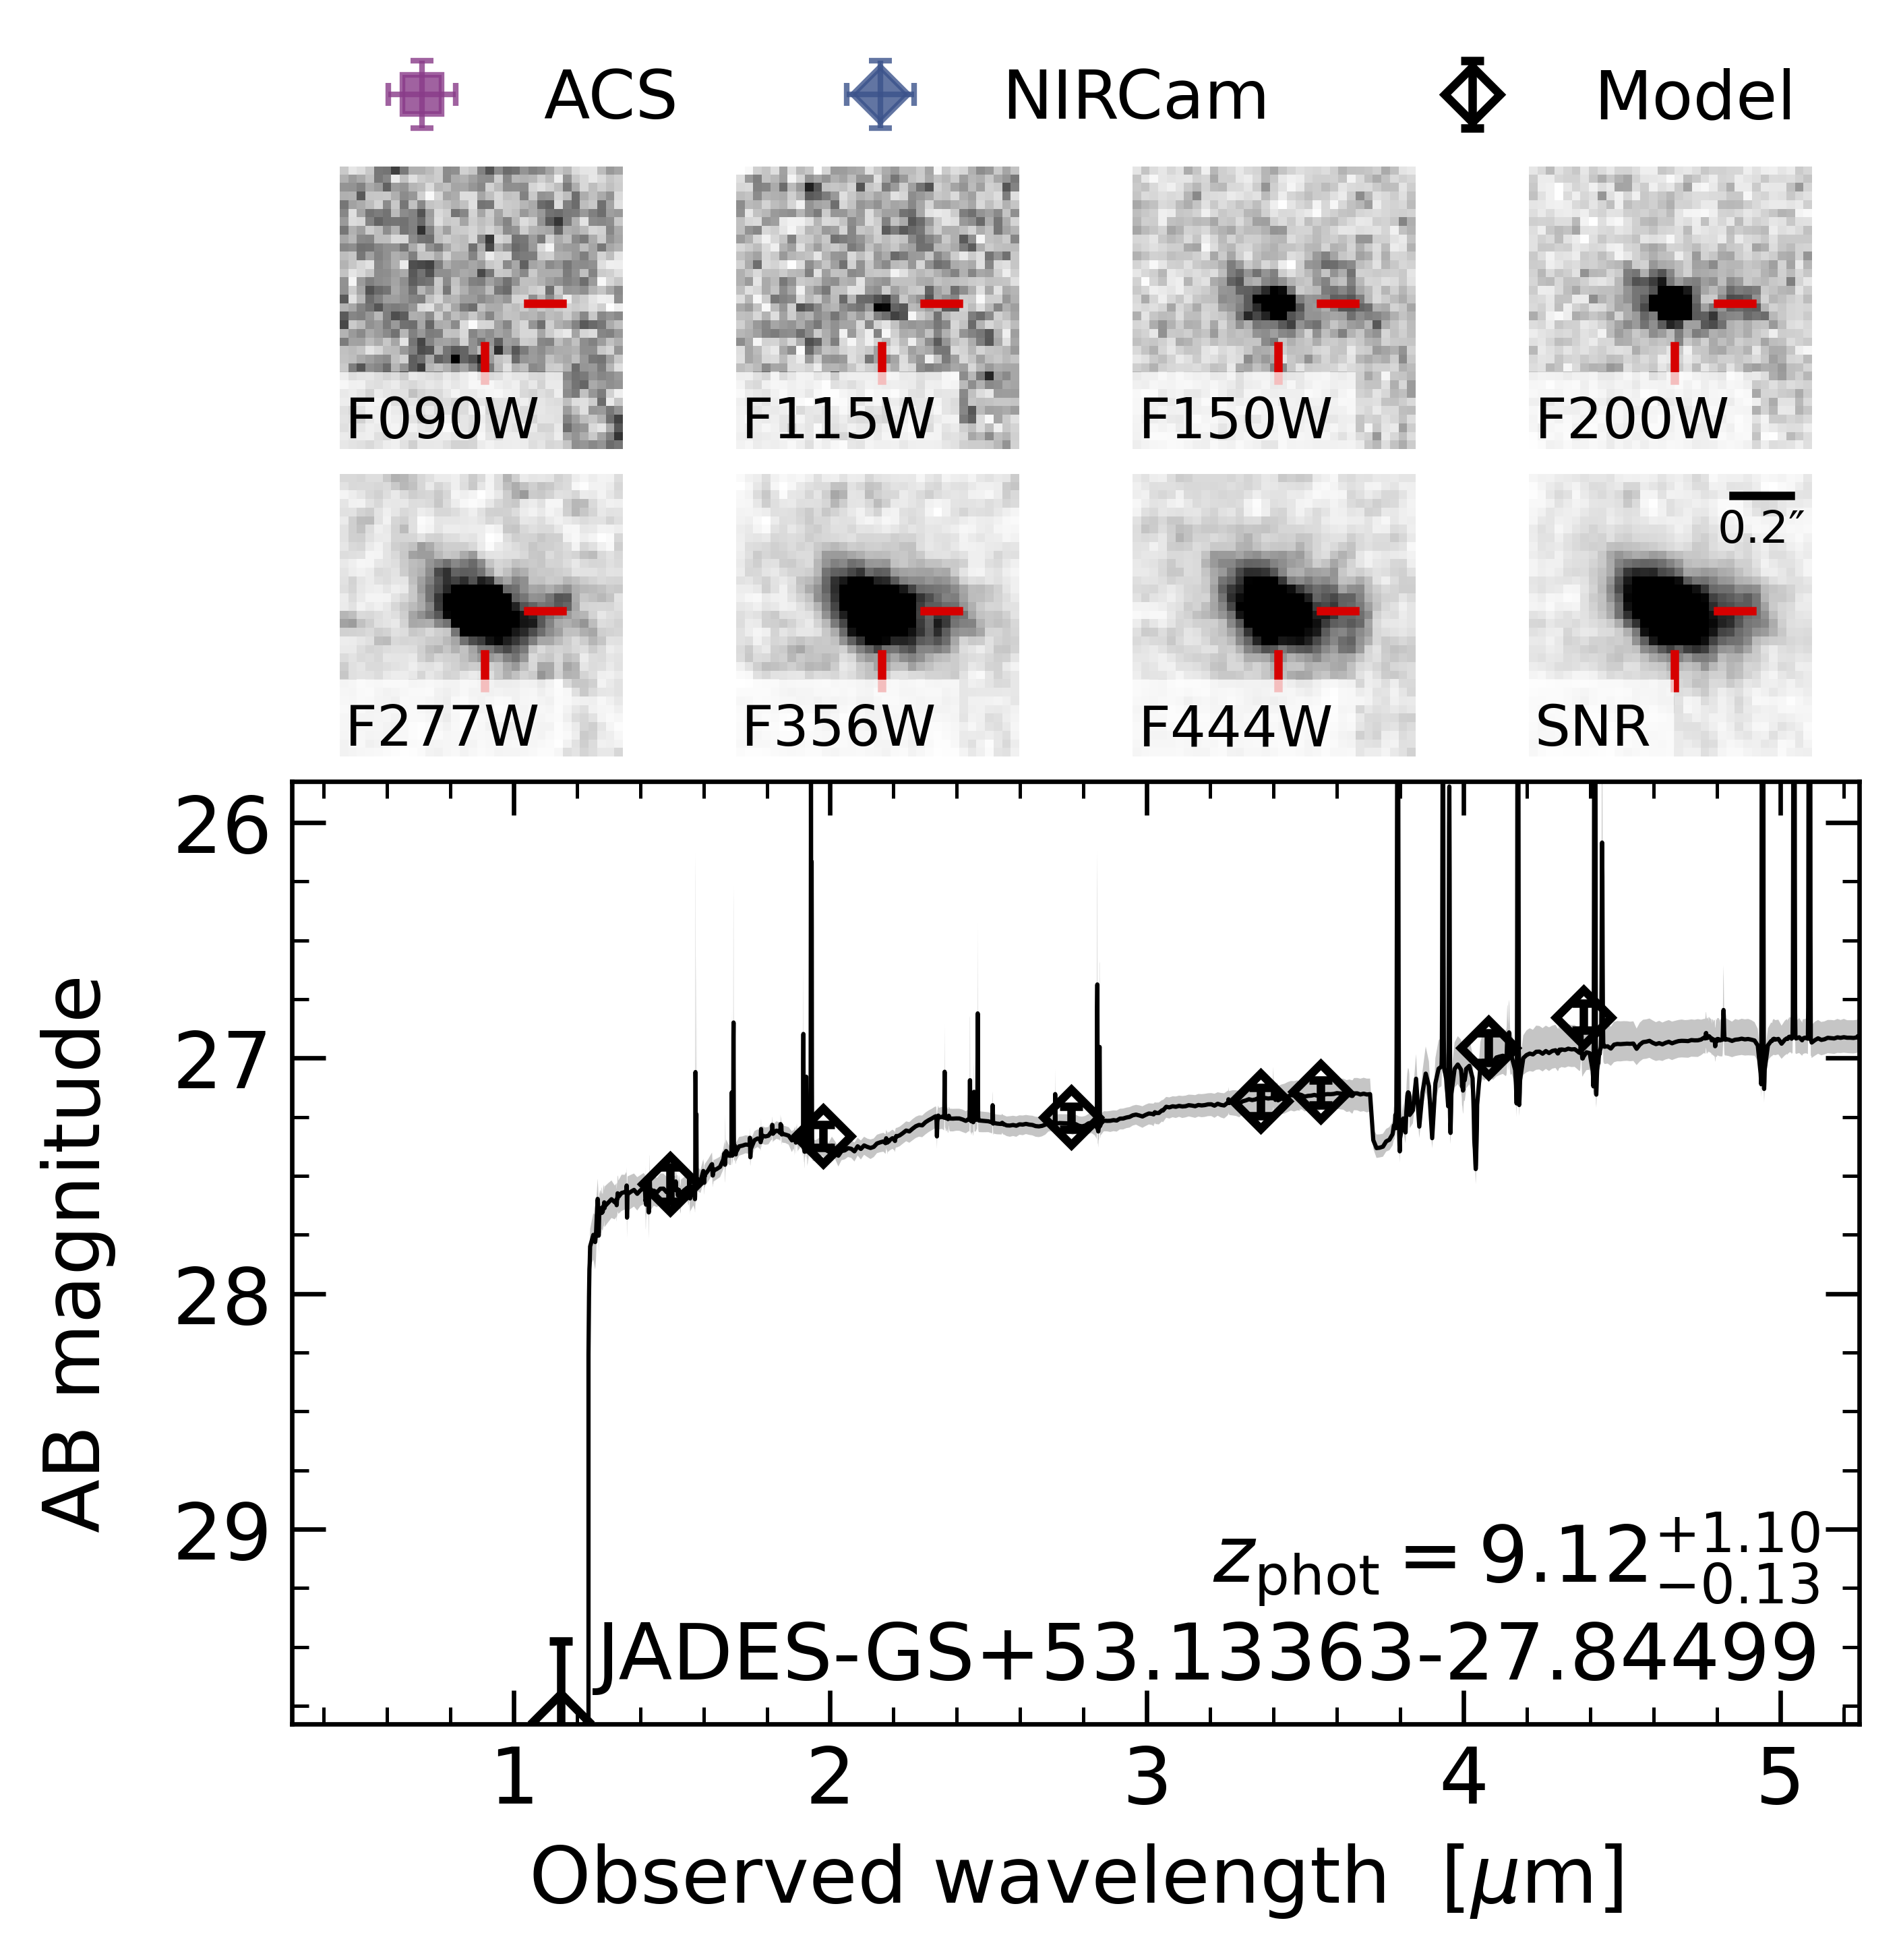 ACS NIRCam Model
F090W F115W F150W F200W
0.2″
F277W F356W F444W SNR
26
27
28
29
AB magnitude
z_phot = 9.12 +1.10 −0.13
JADES-GS+53.13363-27.84499
1 2 3 4 5
Observed wavelength [μm]